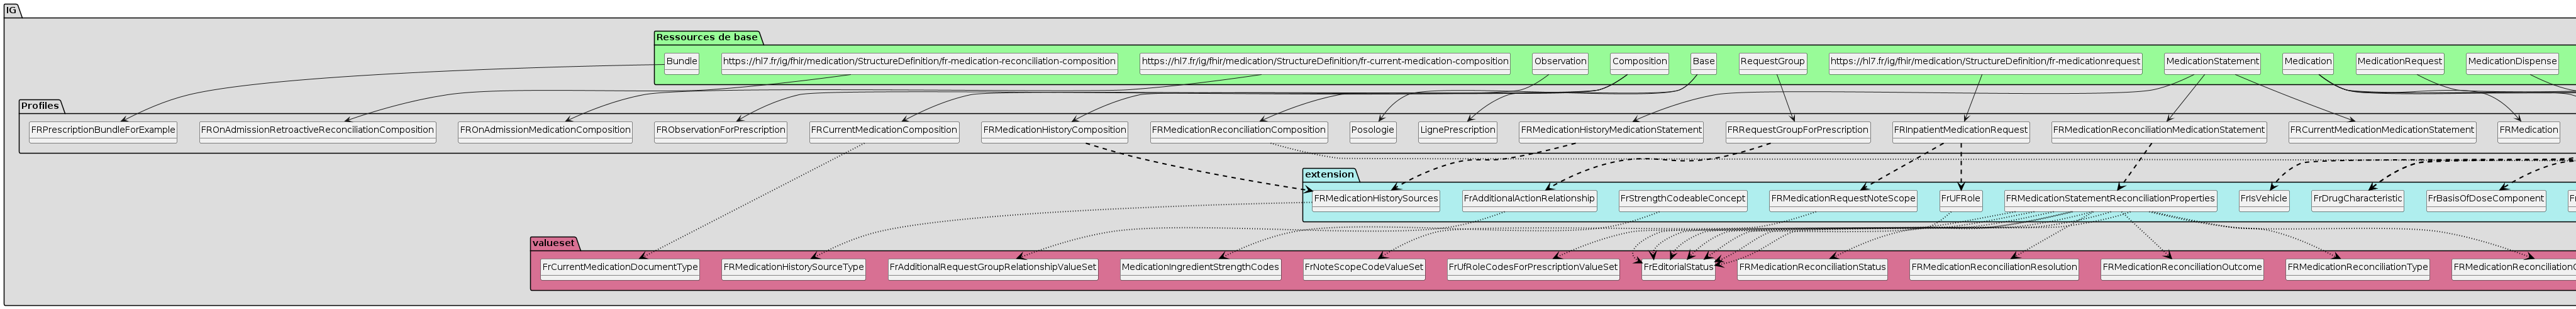 IG
Ressources de base
Bundle
https://hl7.fr/ig/fhir/medication/StructureDefinition/fr-medication-reconciliation-composition
https://hl7.fr/ig/fhir/medication/StructureDefinition/fr-current-medication-composition
Observation
Composition
Base
RequestGroup
https://hl7.fr/ig/fhir/medication/StructureDefinition/fr-medicationrequest
MedicationStatement
Medication
MedicationRequest
MedicationDispense
Profiles
FRPrescriptionBundleForExample
FROnAdmissionRetroactiveReconciliationComposition
FROnAdmissionMedicationComposition
FRObservationForPrescription
FRCurrentMedicationComposition
FRMedicationHistoryComposition
FRMedicationReconciliationComposition
Posologie
LignePrescription
FRMedicationHistoryMedicationStatement
FRRequestGroupForPrescription
FRInpatientMedicationRequest
FRMedicationReconciliationMedicationStatement
FRCurrentMedicationMedicationStatement
FRMedication
extension
FRMedicationHistorySources
FrAdditionalActionRelationship
FrStrengthCodeableConcept
FRMedicationRequestNoteScope
FrUFRole
FRMedicationStatementReconciliationProperties
FrIsVehicle
FrDrugCharacteristic
FrBasisOfDoseComponent
valueset
FrCurrentMedicationDocumentType
FRMedicationHistorySourceType
FrAdditionalRequestGroupRelationshipValueSet
MedicationIngredientStrengthCodes
FrNoteScopeCodeValueSet
FrUfRoleCodesForPrescriptionValueSet
FrEditorialStatus
FRMedicationReconciliationStatus
FRMedicationReconciliationResolution
FRMedicationReconciliationOutcome
FRMedicationReconciliationType